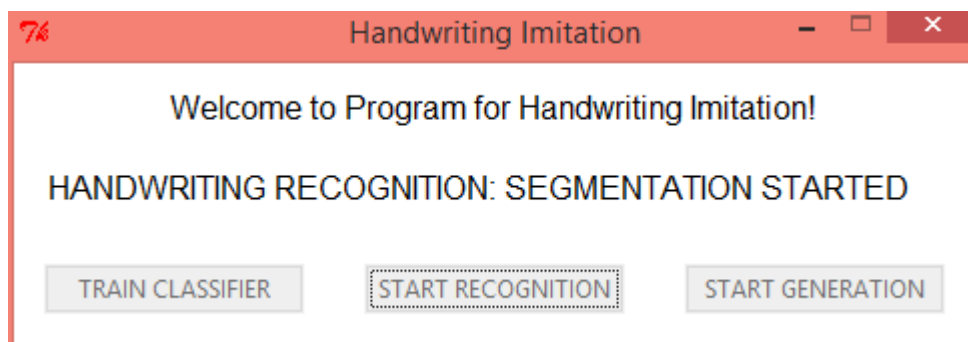 Handwriting Imitation
Welcome to Program for Handwriting Imitation!
HANDWRITING RECOGNITION: SEGMENTATION STARTED
TRAIN CLASSIFIER START RECOGNITION START GENERATION